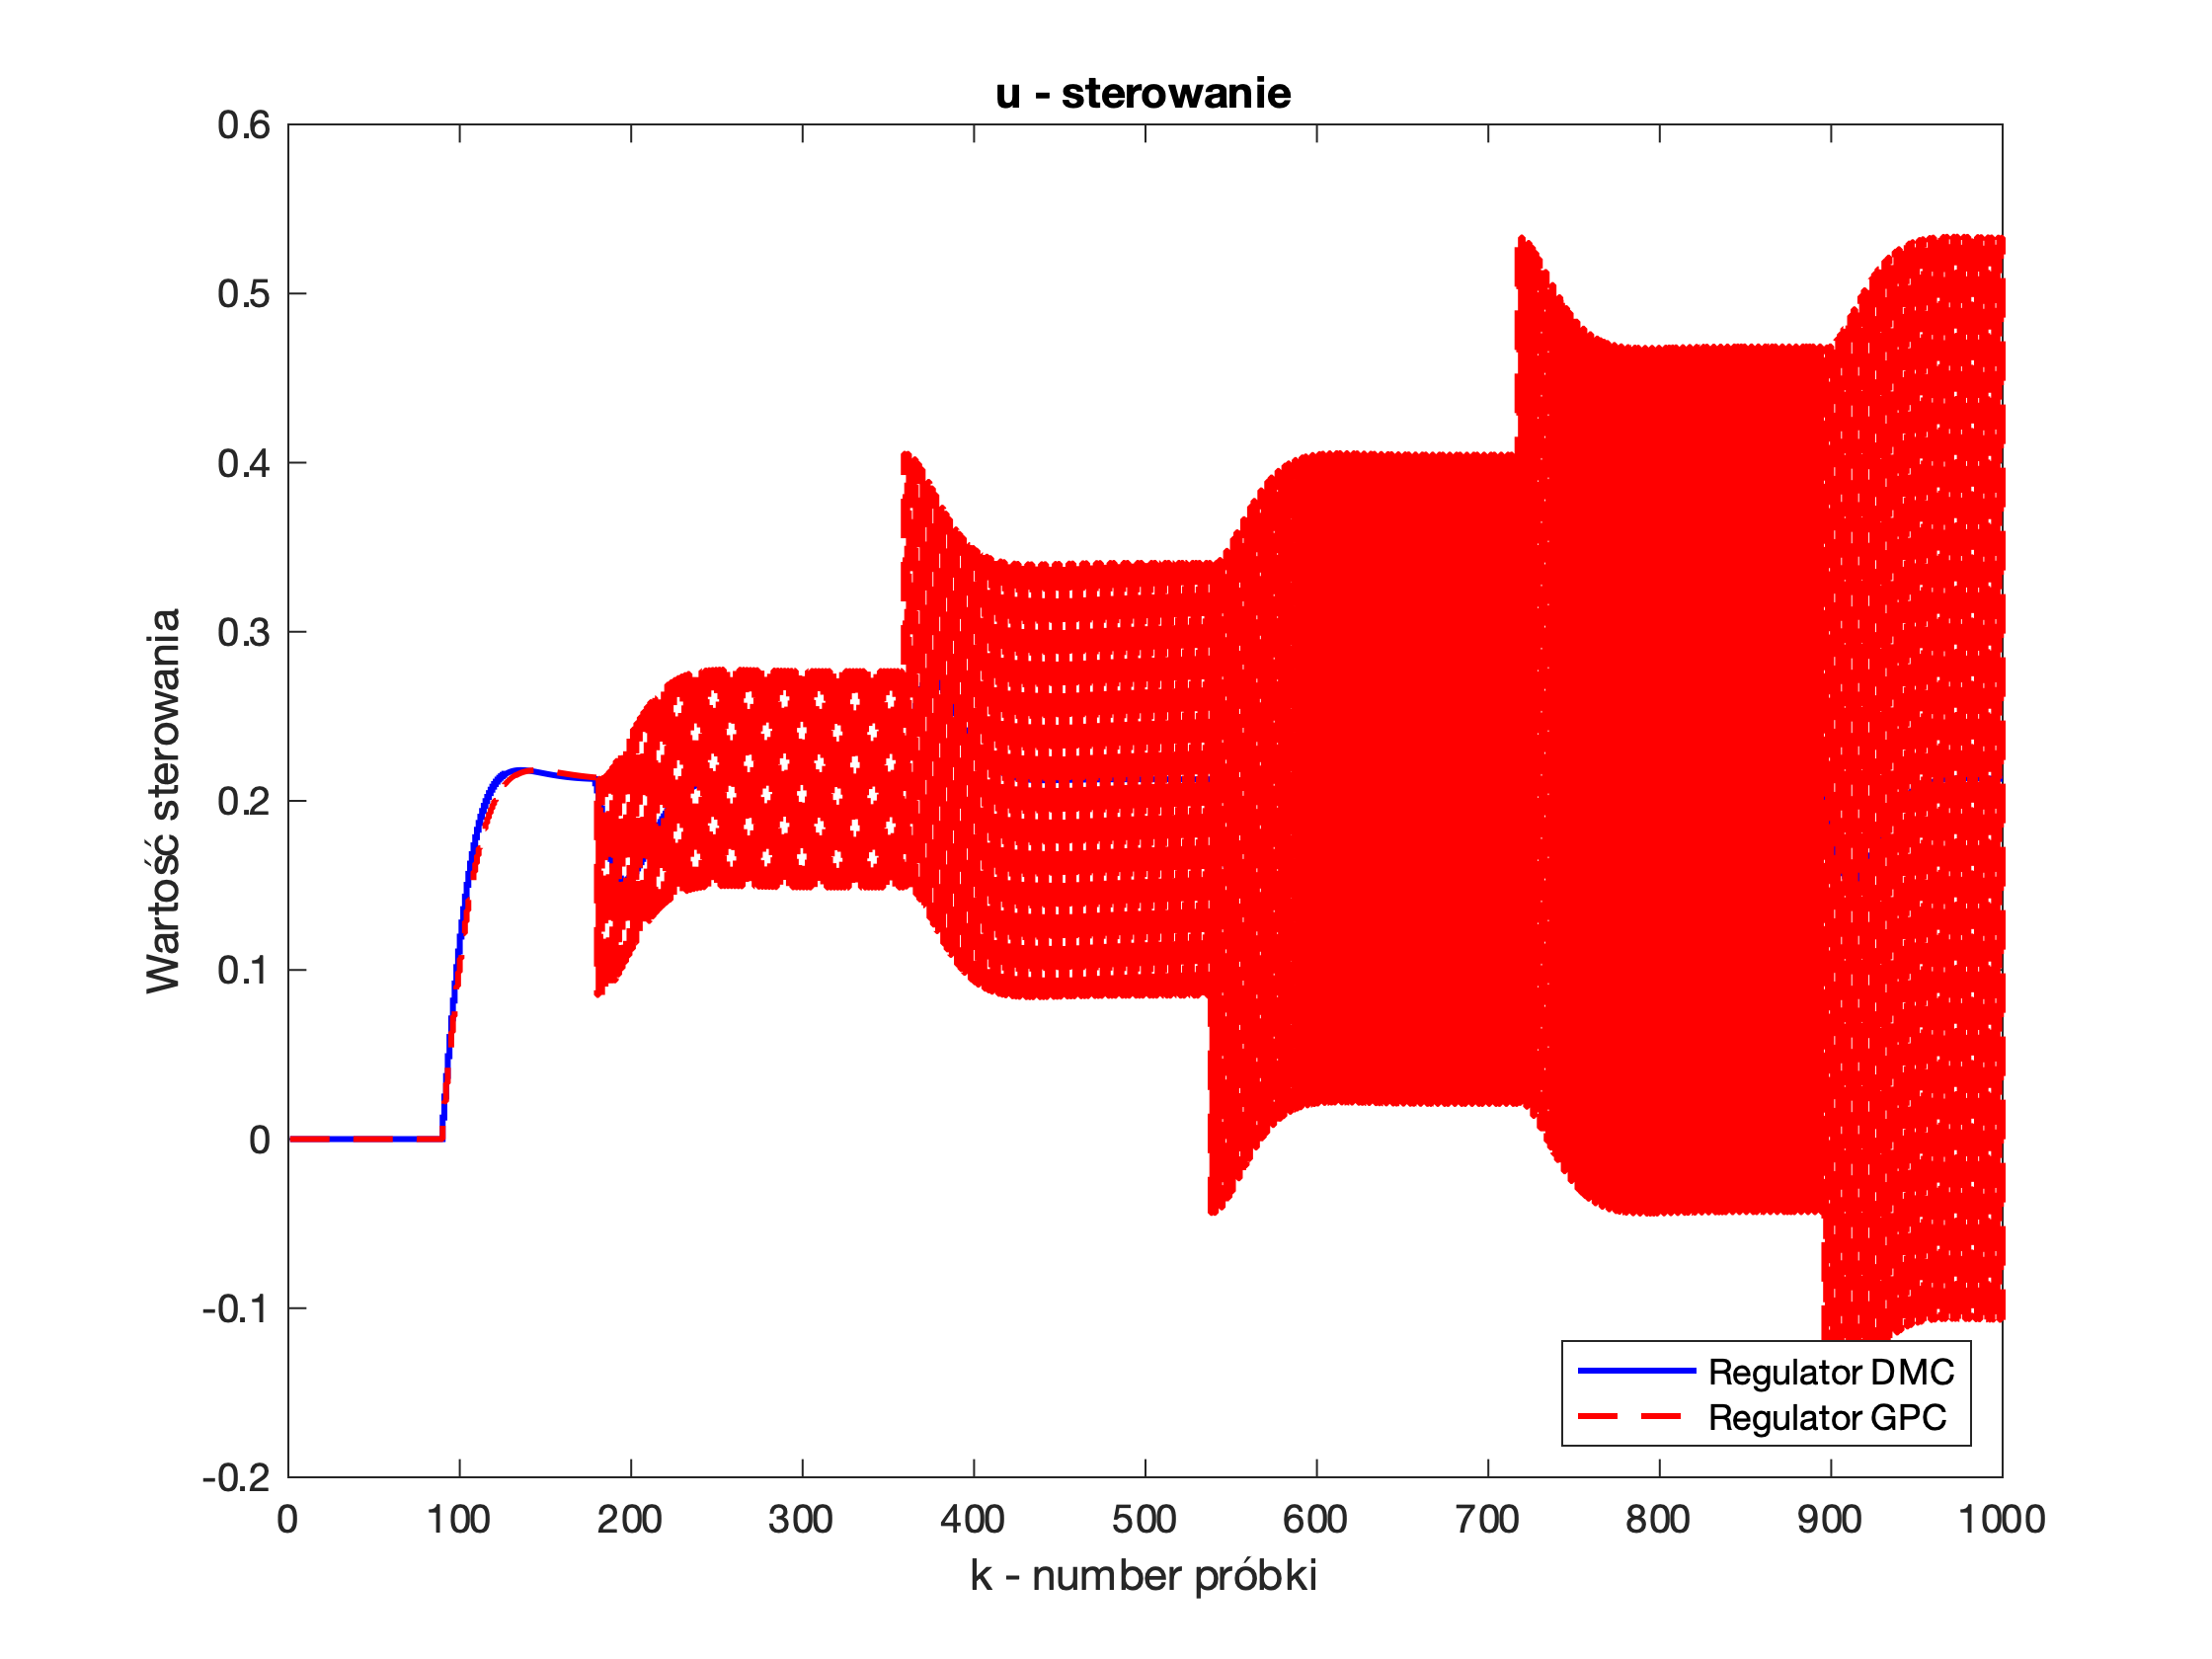 u - sterowanie
0.6
0.5
0.4
0.3
0.2
0.1
0
-0.1
-0.2
Wartość sterowania
0 100 200 300 400 500 600 700 800 900 1000
k - number próbki
Regulator DMC
Regulator GPC